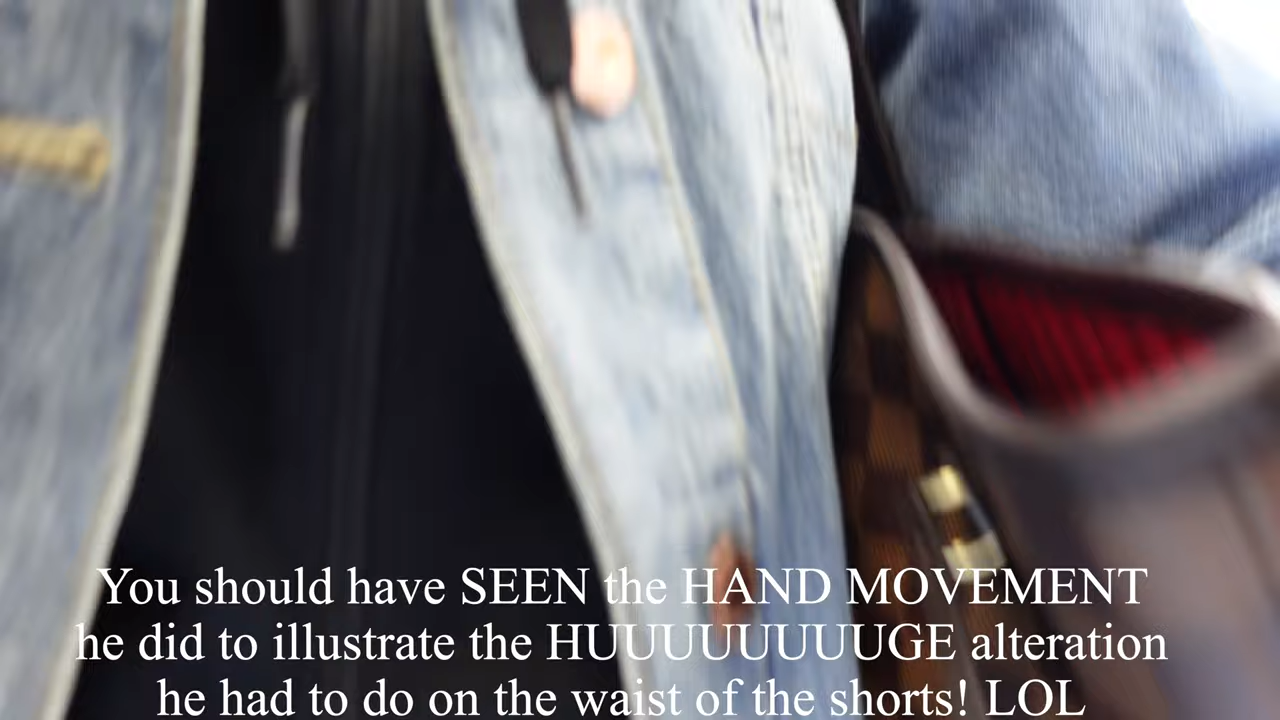 You should have SEEN the HAND MOVEMENT
he did to illustrate the HUUUUUUUUGE alteration
he had to do on the waist of the shorts! LOL